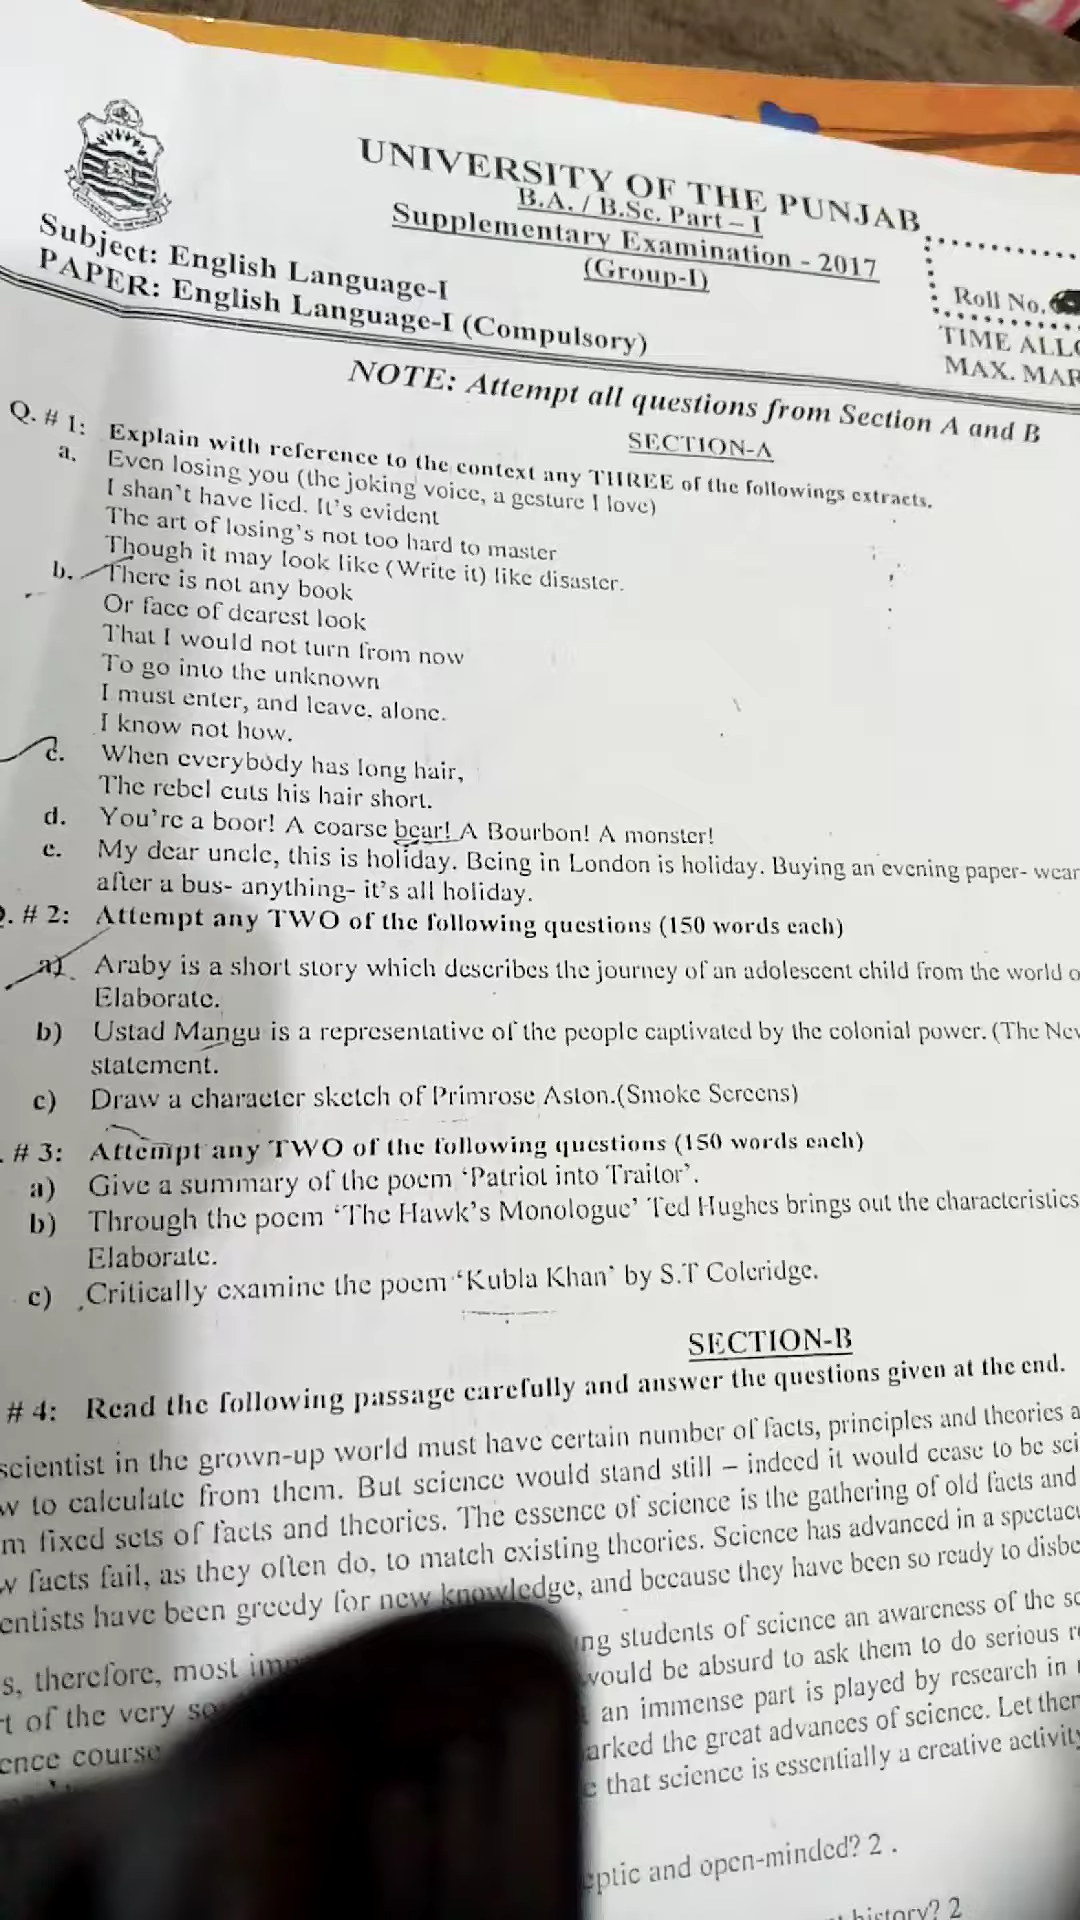 UNIVERSITY OF THE PUNJAB
B.A. / B.Sc. Part – I
Supplementary Examination - 2017
(Group-I)
Roll No.
TIME
MAX.
Subject: English Language-I
PAPER: English Language-I (Compulsory)
NOTE: Attempt all questions from Section A and B
SECTION-A
Q. # 1: Explain with reference to the context any THREE of the followings extracts.
a. Even losing you (the joking voice, a gesture I love)
I shan't have lied. It's evident
The art of losing's not too hard to master
Though it may look like (Write it) like disaster.
b. There is not any book
Or face of dearest look
That I would not turn from now
To go into the unknown
I must enter, and leave, alone.
I know not how.
c. When everybody has long hair,
The rebel cuts his hair short.
d. You're a boor! A coarse bear! A Bourbon! A monster!
e. My dear uncle, this is holiday. Being in London is holiday. Buying an evening paper-
after a bus- anything- it's all holiday.
# 2: Attempt any TWO of the following questions (150 words each)
a) Araby is a short story which describes the journey of an adolescent child from the world
Elaborate.
b) Ustad Mangu is a representative of the people captivated by the colonial power. (The
statement.
c) Draw a character sketch of Primrose Aston.(Smoke Screens)
# 3: Attempt any TWO of the following questions (150 words each)
a) Give a summary of the poem 'Patriot into Traitor'.
b) Through the poem 'The Hawk's Monologue' Ted Hughes brings out the characteristics
Elaborate.
c) Critically examine the poem 'Kubla Khan' by S.T Coleridge.
SECTION-B
# 4: Read the following passage carefully and answer the questions given at the end.
scientist in the grown-up world must have certain number of facts, principles and theories
to calculate from them. But science would stand still – indeed it would cease to be
fixed sets of facts and theories. The essence of science is the gathering of old facts and
facts fail, as they often do, to match existing theories. Science has advanced in a
have been greedy for new knowledge, and because they have been so ready to
therefore, most students of science an awareness of the
of the very would be absurd to ask them to do serious
course an immense part is played by research in
the great advances of science. Let
that science is essentially a creative activity
and open-minded? 2 .
history? 2